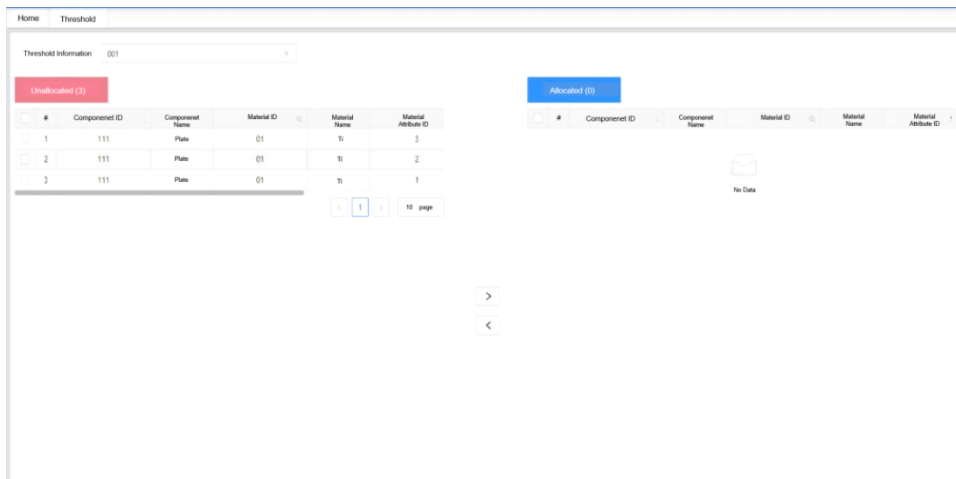 Home Threshold
Threshold Information 001
Unallocated (3)
Allocated (0)
# Componenet ID Componenet Name Material ID Material Name Material Attribute ID
1 111 Plate 01 Ti 3
2 111 Plate 01 Ti 2
3 111 Plate 01 Ti 1
1 10 page
# Componenet ID Componenet Name Material ID Material Name Material Attribute ID
No Data